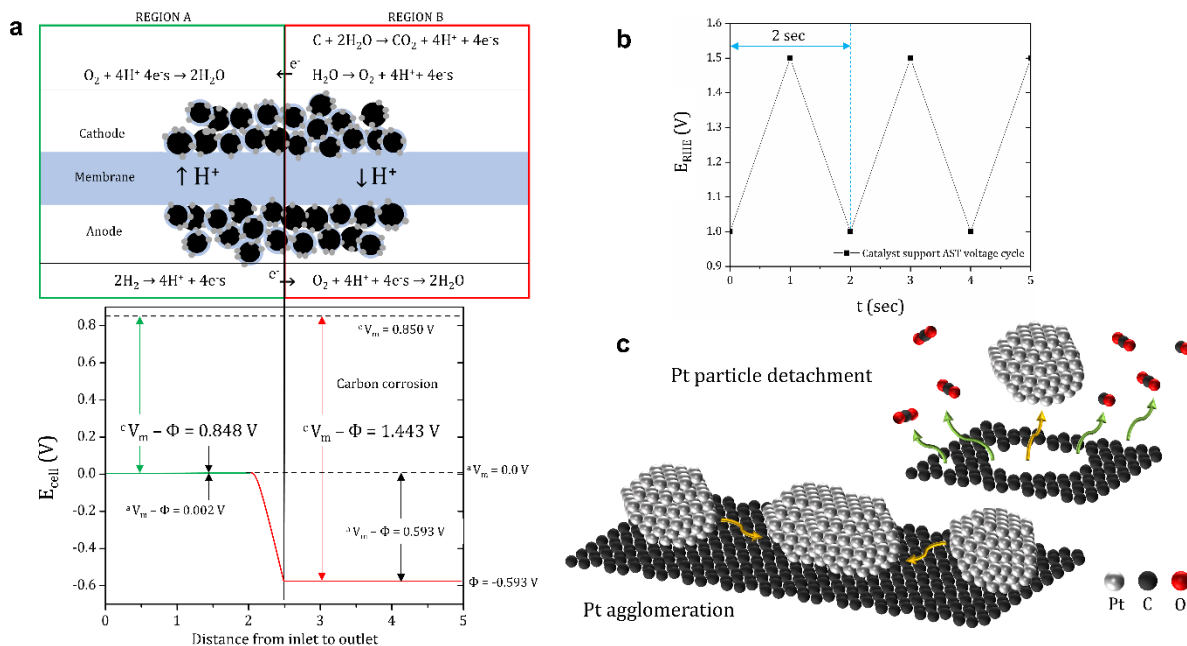 a
REGION A
REGION B
C + 2H₂O → CO₂ + 4H⁺ + 4e⁻s
O₂ + 4H⁺ 4e⁻s → 2H₂O
e⁻
H₂O → O₂ + 4H⁺ + 4e⁻s
Cathode
Membrane
↑ H⁺
↓ H⁺
Anode
2H₂ → 4H⁺ + 4e⁻s
e⁻
O₂ + 4H⁺ + 4e⁻s → 2H₂O
0.8
0.6
0.4
0.2
0.0
-0.2
-0.4
-0.6
E_cell (V)
ᶜVₘ = 0.850 V
Carbon corrosion
ᶜVₘ – Φ = 0.848 V
ᶜVₘ – Φ = 1.443 V
ᵃVₘ = 0.0 V
ᵃVₘ – Φ = 0.002 V
ᵃVₘ – Φ = 0.593 V
Φ = -0.593 V
0 1 2 3 4 5
Distance from inlet to outlet
b
2 sec
1.6
1.5
1.4
1.3
1.2
1.1
1.0
0.9
E_RHE (V)
Catalyst support AST voltage cycle
0 1 2 3 4 5
t (sec)
c
Pt particle detachment
Pt agglomeration
Pt C O